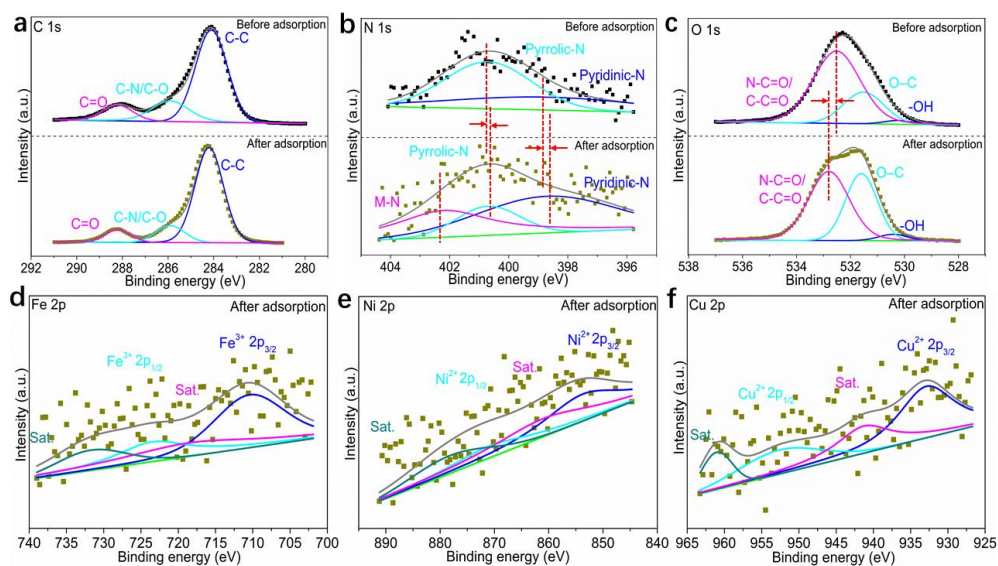 a
C 1s
Before adsorption
C-C
C-N/C-O
C=O
After adsorption
C-C
C-N/C-O
C=O
Intensity (a.u.)
292 290 288 286 284 282 280
Binding energy (eV)
b
N 1s
Before adsorption
Pyrrolic-N
Pyridinic-N
After adsorption
Pyrrolic-N
Pyridinic-N
M-N
Intensity (a.u.)
404 402 400 398 396
Binding energy (eV)
c
O 1s
Before adsorption
N-C=O/
C-C=O
O-C
-OH
After adsorption
N-C=O/
C-C=O
O-C
-OH
Intensity (a.u.)
538 536 534 532 530 528
Binding energy (eV)
d
Fe 2p
After adsorption
Fe³⁺ 2p₃/₂
Fe³⁺ 2p₁/₂
Sat.
Sat.
Intensity (a.u.)
740 735 730 725 720 715 710 705 700
Binding energy (eV)
e
Ni 2p
After adsorption
Ni²⁺ 2p₃/₂
Sat.
Ni²⁺ 2p₁/₂
Sat.
Intensity (a.u.)
890 880 870 860 850 840
Binding energy (eV)
f
Cu 2p
After adsorption
Cu²⁺ 2p₃/₂
Sat.
Cu²⁺ 2p₁/₂
Sat.
Intensity (a.u.)
965 960 955 950 945 940 935 930 925
Binding energy (eV)